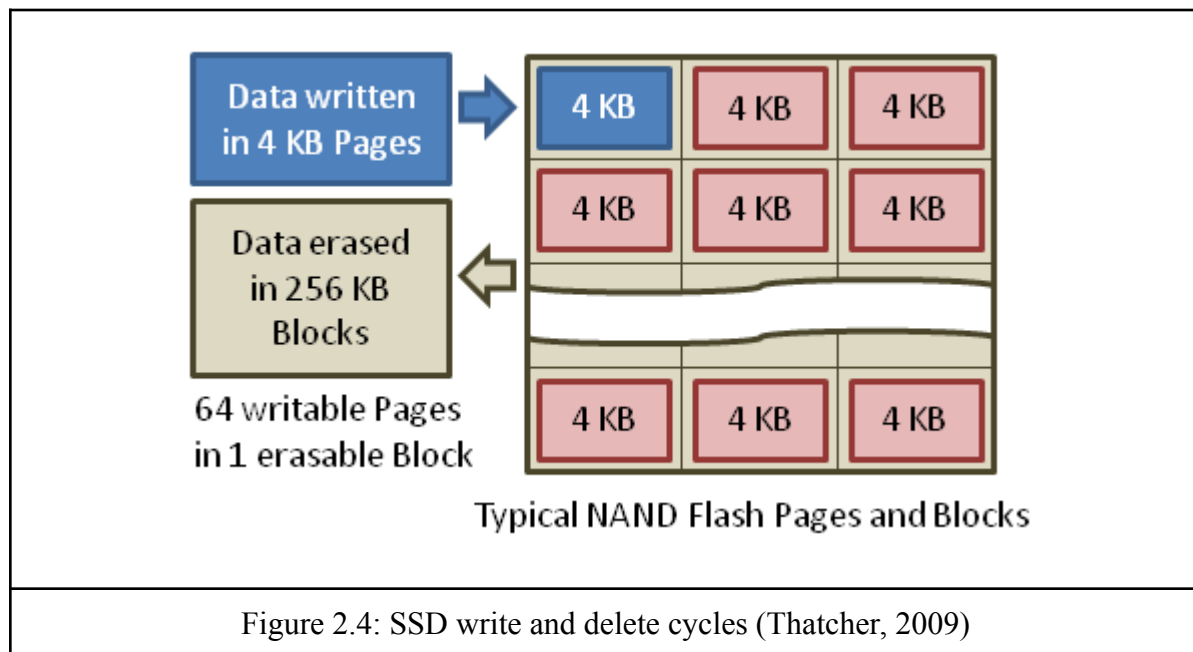 Data written
in 4 KB Pages
4 KB 4 KB 4 KB
4 KB 4 KB 4 KB
Data erased
in 256 KB
Blocks
64 writable Pages
in 1 erasable Block
4 KB 4 KB 4 KB
Typical NAND Flash Pages and Blocks
Figure 2.4: SSD write and delete cycles (Thatcher, 2009)